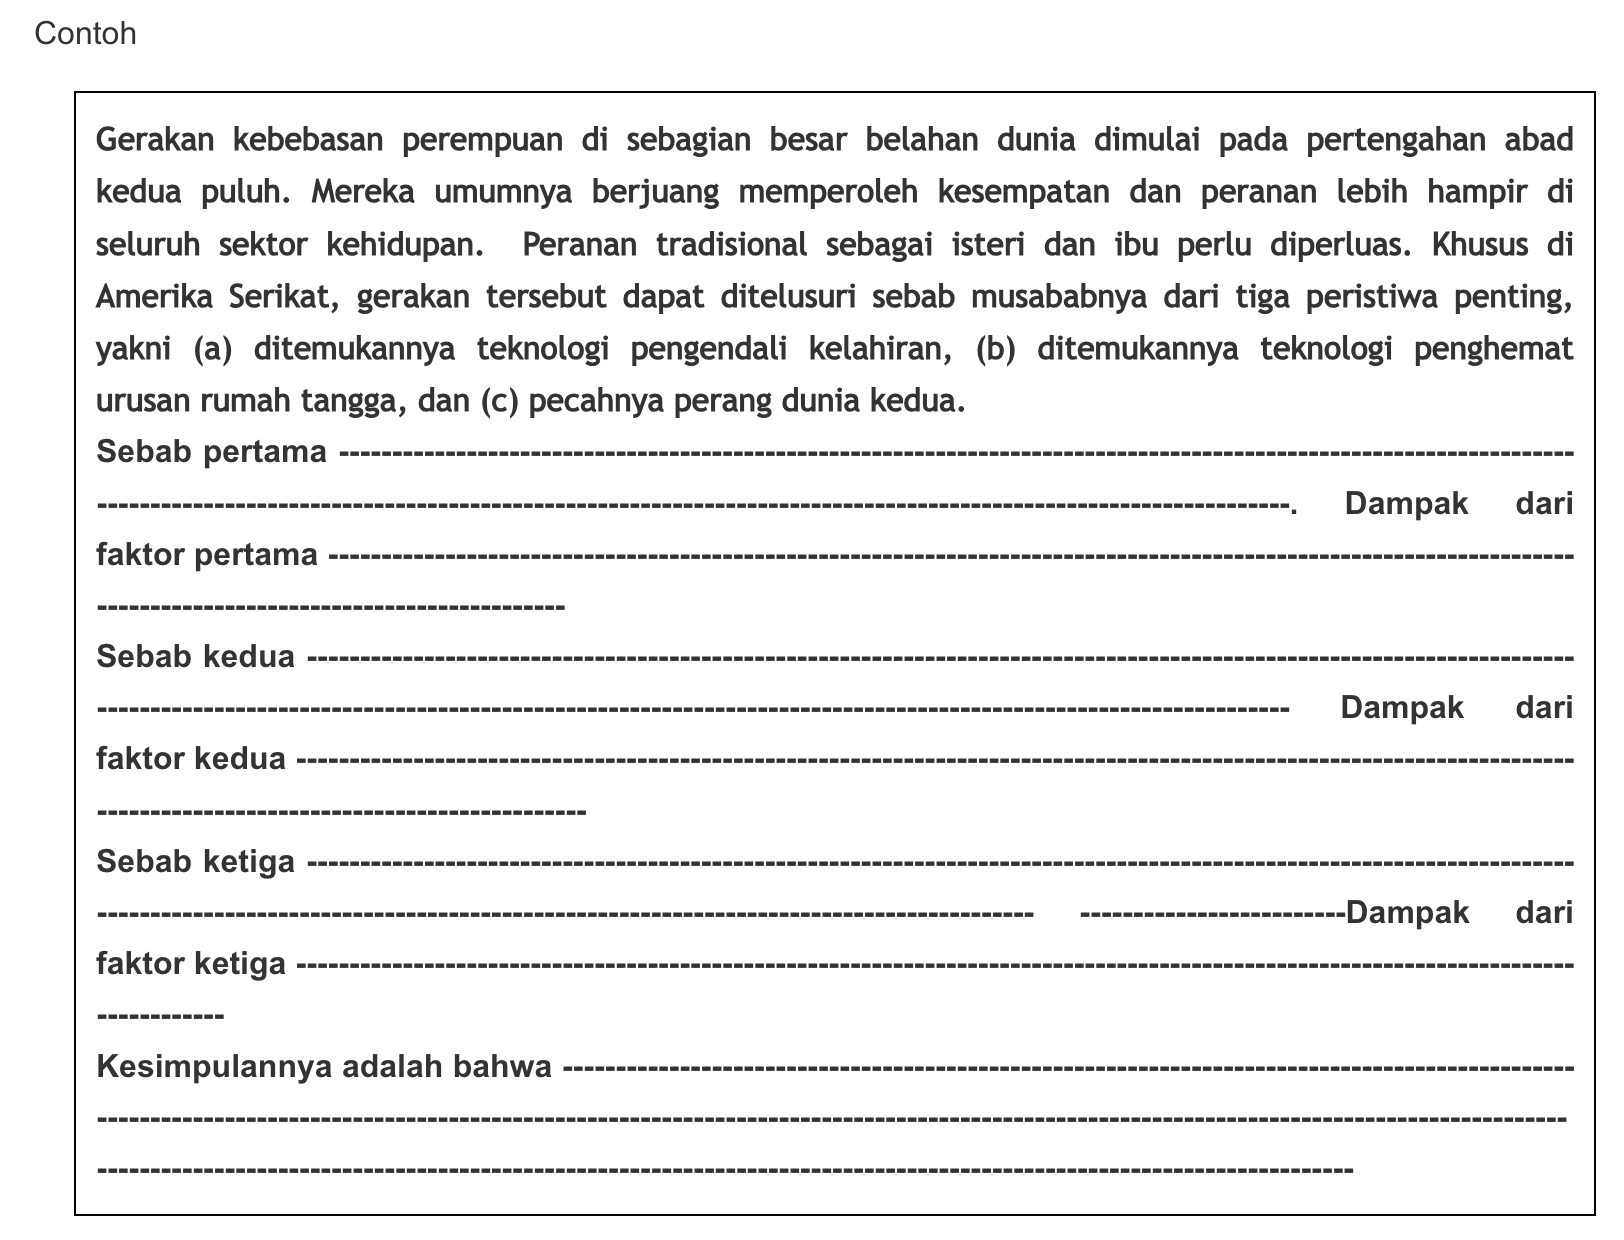 Contoh
Gerakan kebebasan perempuan di sebagian besar belahan dunia dimulai pada pertengahan abad
kedua puluh. Mereka umumnya berjuang memperoleh kesempatan dan peranan lebih hampir di
seluruh sektor kehidupan. Peranan tradisional sebagai isteri dan ibu perlu diperluas. Khusus di
Amerika Serikat, gerakan tersebut dapat ditelusuri sebab musababnya dari tiga peristiwa penting,
yakni (a) ditemukannya teknologi pengendali kelahiran, (b) ditemukannya teknologi penghemat
urusan rumah tangga, dan (c) pecahnya perang dunia kedua.
Sebab pertama --------------------------------------------------------------------------------------------------------------------
----------------------------------------------------------------------------------------------------------------. Dampak dari
faktor pertama ---------------------------------------------------------------------------------------------------------------------
--------------------------------------------
Sebab kedua -----------------------------------------------------------------------------------------------------------------------
---------------------------------------------------------------------------------------------------------------- Dampak dari
faktor kedua ------------------------------------------------------------------------------------------------------------------------
----------------------------------------------
Sebab ketiga -----------------------------------------------------------------------------------------------------------------------
---------------------------------------------------------------------------------------- -------------------------Dampak dari
faktor ketiga ------------------------------------------------------------------------------------------------------------------------
------------
Kesimpulannya adalah bahwa -----------------------------------------------------------------------------------------------
------------------------------------------------------------------------------------------------------------------------------------------
----------------------------------------------------------------------------------------------------------------------